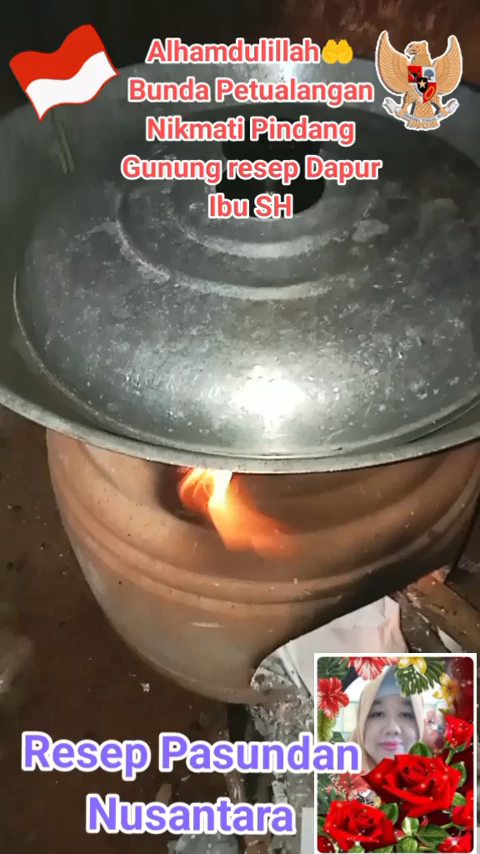 Alhamdulillah🤲
Bunda Petualangan
Nikmati Pindang
Gunung resep Dapur
Ibu SH
Resep Pasundan
Nusantara